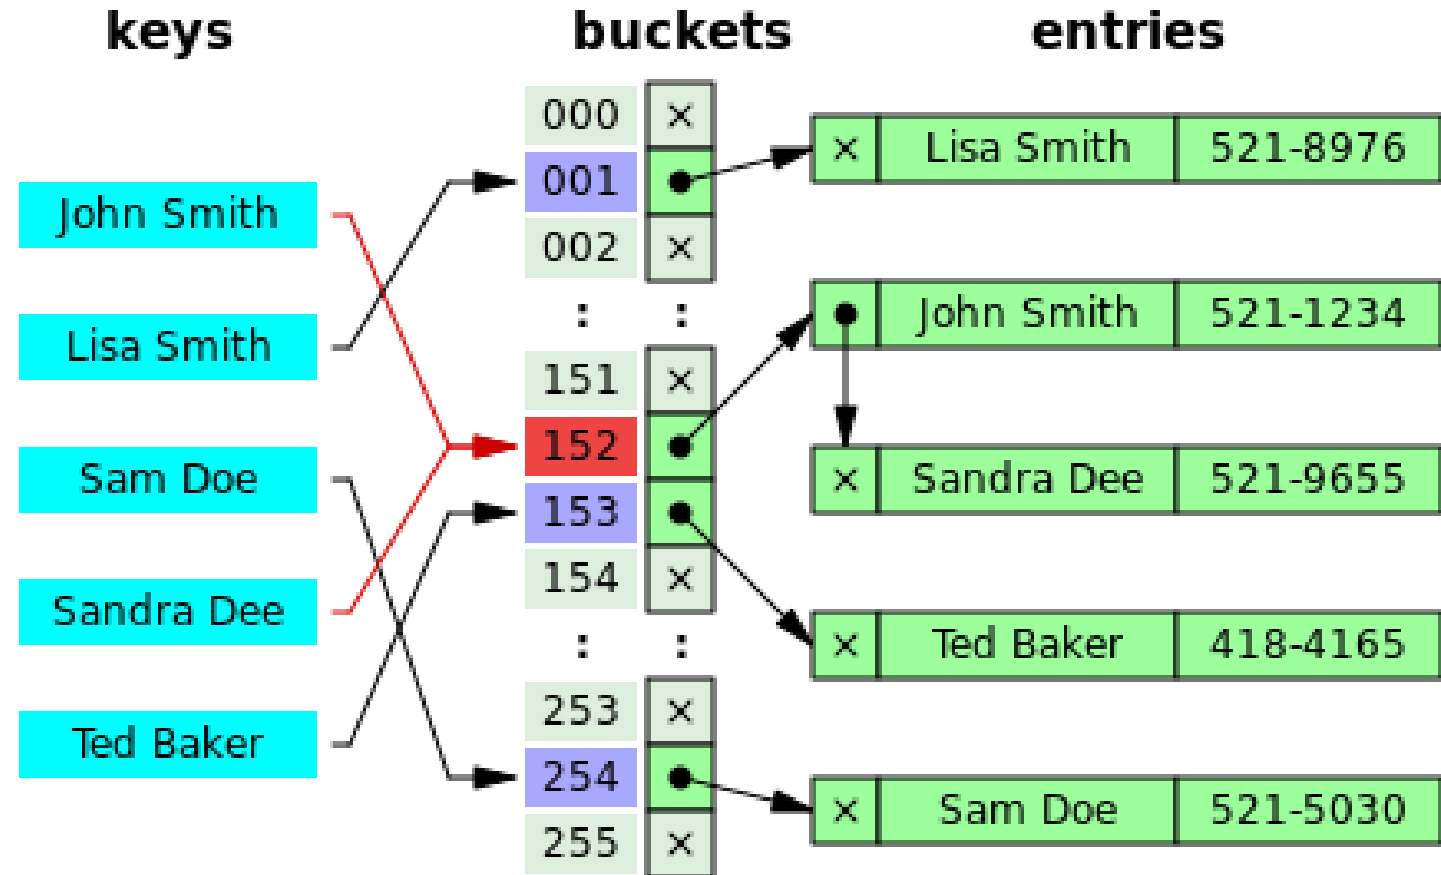 keys buckets entries
John Smith
Lisa Smith
Sam Doe
Sandra Dee
Ted Baker
000 ×
001
002 ×
: :
151 ×
152
153
154 ×
: :
253 ×
254
255 ×
× Lisa Smith 521-8976
John Smith 521-1234
× Sandra Dee 521-9655
× Ted Baker 418-4165
× Sam Doe 521-5030